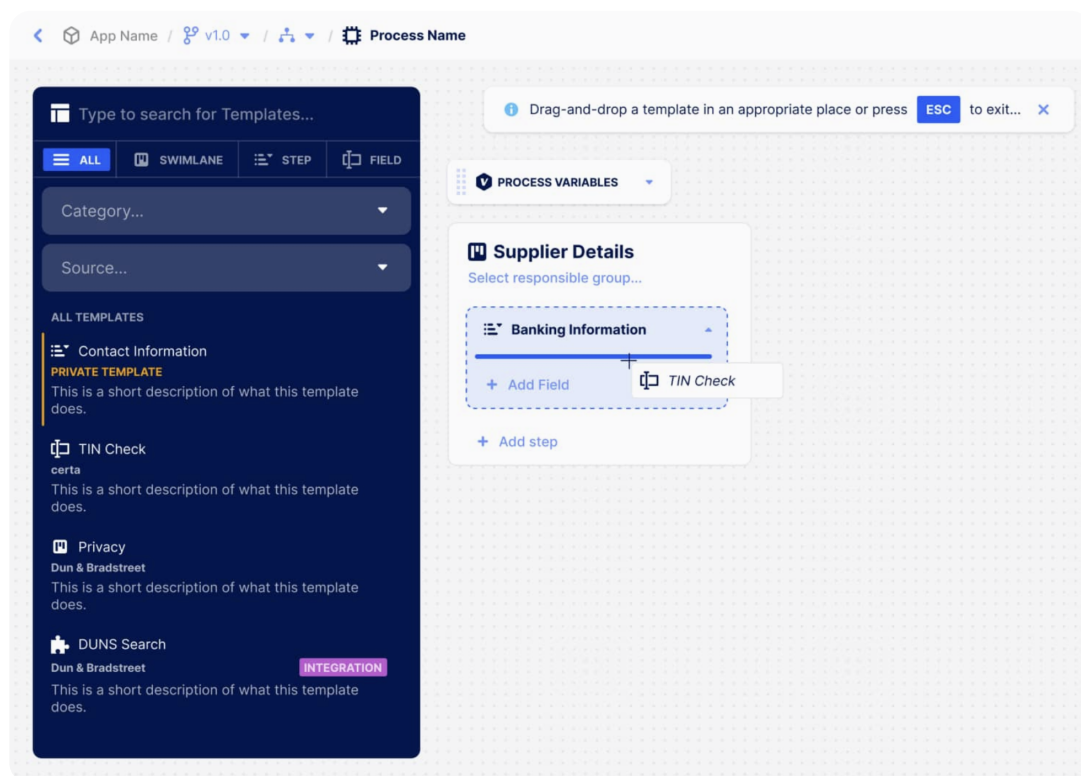 App Name / v1.0 / / Process Name
Type to search for Templates...
Drag-and-drop a template in an appropriate place or press ESC to exit...
ALL SWIMLANE STEP FIELD
Category...
Source...
ALL TEMPLATES
Contact Information
PRIVATE TEMPLATE
This is a short description of what this template
does.
TIN Check
certa
This is a short description of what this template
does.
Privacy
Dun & Bradstreet
This is a short description of what this template
does.
DUNS Search
Dun & Bradstreet INTEGRATION
This is a short description of what this template
does.
PROCESS VARIABLES
Supplier Details
Select responsible group...
Banking Information
+ Add Field
TIN Check
+ Add step